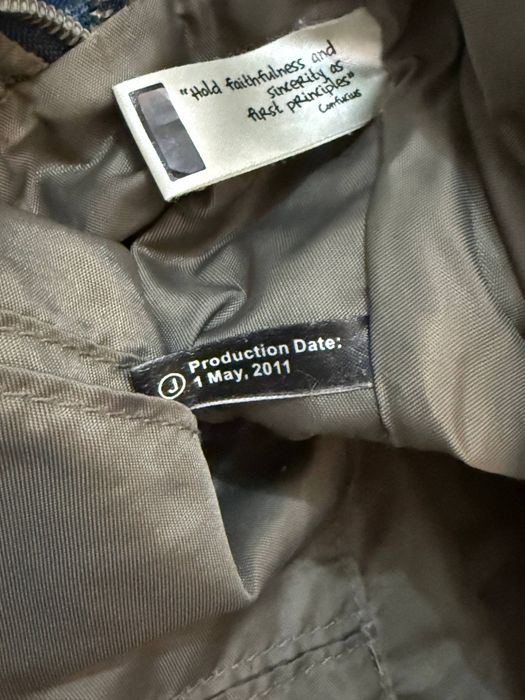 "Hold faithfulness and
sincerity as
first principles"
Confucius
Production Date:
J 1 May, 2011